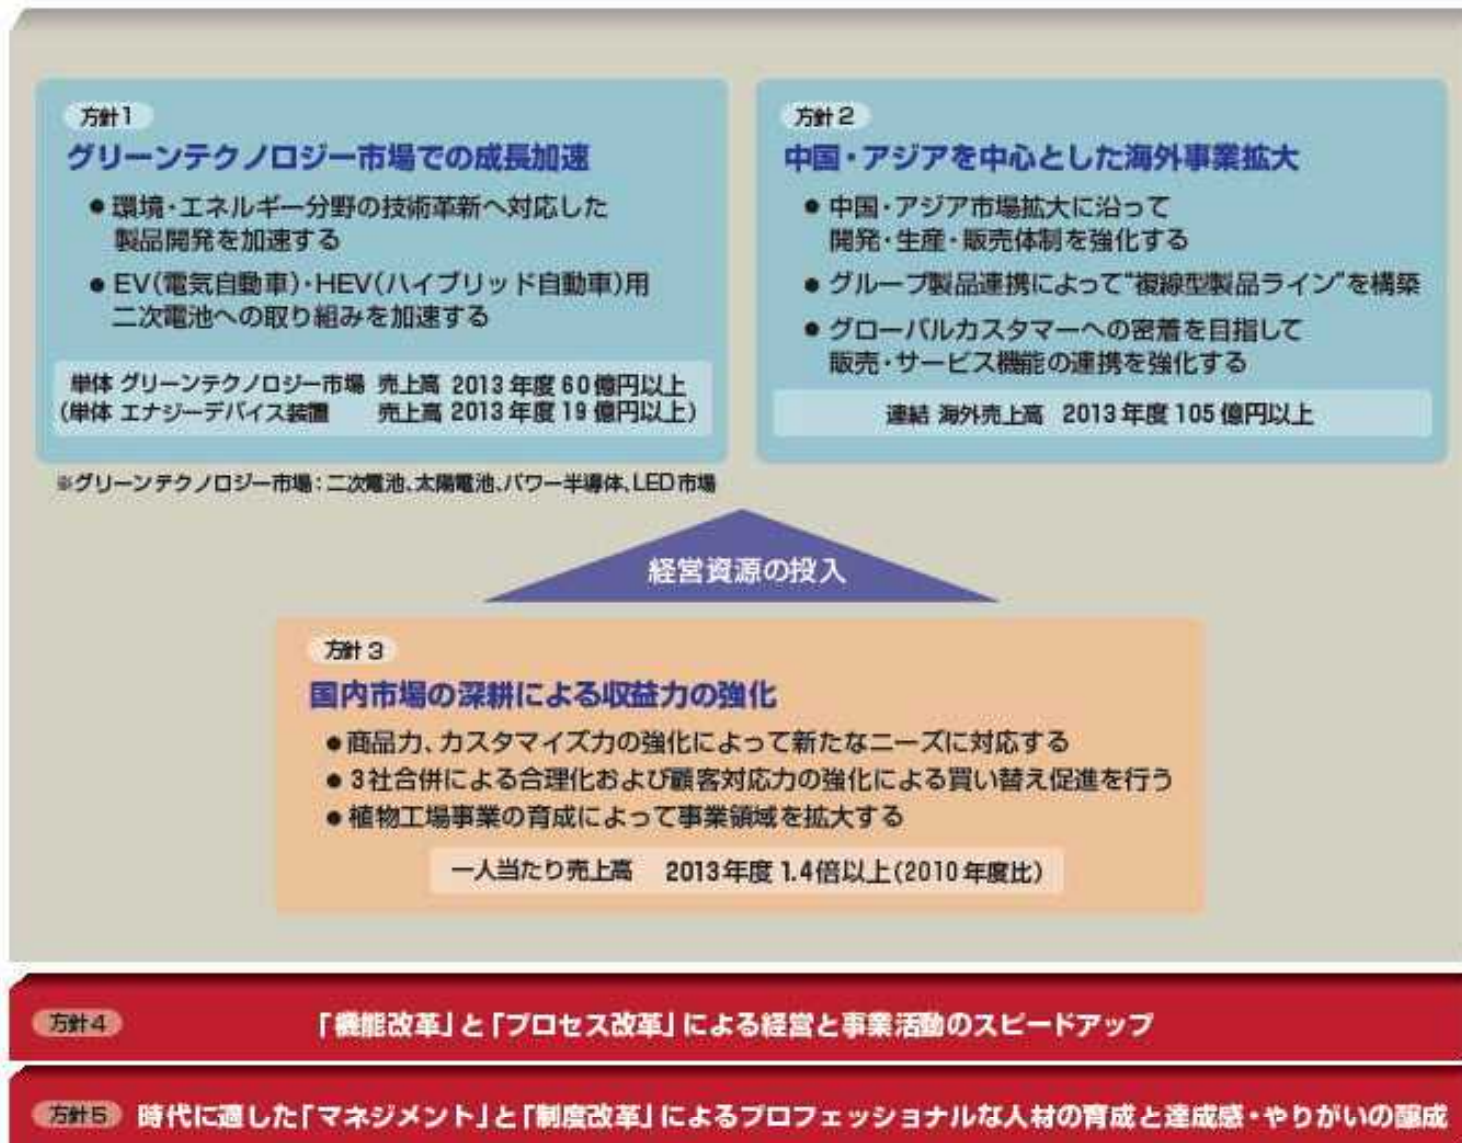 方針1
グリーンテクノロジー市場での成長加速
●環境・エネルギー分野の技術革新へ対応した
製品開発を加速する
●EV(電気自動車)・HEV(ハイブリッド自動車)用
二次電池への取り組みを加速する
単体 グリーンテクノロジー市場 売上高 2013年度60億円以上
(単体 エナジーデバイス装置 売上高 2013年度19億円以上)
※グリーンテクノロジー市場:二次電池、太陽電池、パワー半導体、LED市場
方針2
中国・アジアを中心とした海外事業拡大
●中国・アジア市場拡大に沿って
開発・生産・販売体制を強化する
●グループ製品連携によって“複線型製品ライン”を構築
●グローバルカスタマーへの密着を目指して
販売・サービス機能の連携を強化する
連結 海外売上高 2013年度105億円以上
経営資源の投入
方針3
国内市場の深耕による収益力の強化
●商品力、カスタマイズ力の強化によって新たなニーズに対応する
●3社合併による合理化および顧客対応力の強化による買い替え促進を行う
●植物工場事業の育成によって事業領域を拡大する
一人当たり売上高 2013年度1.4倍以上(2010年度比)
方針4 「機能改革」と「プロセス改革」による経営と事業活動のスピードアップ
方針5 時代に適した「マネジメント」と「制度改革」によるプロフェッショナルな人材の育成と達成感・やりがいの醸成